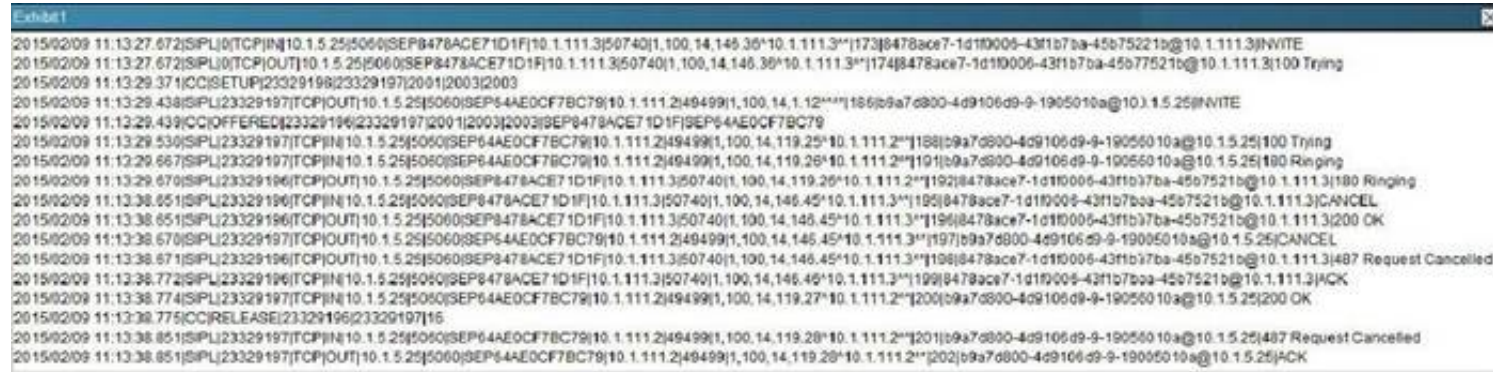 Exhibit1
2015/02/09 11:13:27.672|SIPL|0|TCP|IN|10.1.5.25|5060|SEP8478ACE71D1F|10.1.111.3|50740|1,100,14,146.36^10.1.111.3^*|173|8478ace7-1d1f0006-43f1b7ba-45b75221b@10.1.111.3|INVITE
2015/02/09 11:13:27.672|SIPL|0|TCP|OUT|10.1.5.25|5060|SEP8478ACE71D1F|10.1.111.3|50740|1,100,14,146.36^10.1.111.3^*|174|8478ace7-1d1f0006-43f1b7ba-45b77521b@10.1.111.3|100 Trying
2015/02/09 11:13:29.371|CC|SETUP|23329196|23329197|2001|2003|2003
2015/02/09 11:13:29.438|SIPL|23329197|TCP|OUT|10.1.5.25|5060|SEP64AE0CF7BC79|10.1.111.2|49499|1,100,14,1.12^*^*|186|b9a7d800-4d9106d9-9-1905010a@10.1.5.25|INVITE
2015/02/09 11:13:29.439|CC|OFFERED|23329196|23329197|2001|2003|2003|SEP8478ACE71D1F|SEP64AE0CF7BC79
2015/02/09 11:13:29.530|SIPL|23329197|TCP|IN|10.1.5.25|5060|SEP64AE0CF7BC79|10.1.111.2|49499|1,100,14,119.25^10.1.111.2^*|188|b9a7d800-4d9106d9-9-19056010a@10.1.5.25|100 Trying
2015/02/09 11:13:29.667|SIPL|23329197|TCP|IN|10.1.5.25|5060|SEP64AE0CF7BC79|10.1.111.2|49499|1,100,14,119.26^10.1.111.2^*|191|b9a7d800-4d9106d9-9-19056010a@10.1.5.25|180 Ringing
2015/02/09 11:13:29.670|SIPL|23329196|TCP|OUT|10.1.5.25|5060|SEP8478ACE71D1F|10.1.111.3|50740|1,100,14,119.26^10.1.111.2^*|192|8478ace7-1d1f0006-43f1b37ba-45b7521b@10.1.111.3|180 Ringing
2015/02/09 11:13:38.651|SIPL|23329196|TCP|IN|10.1.5.25|5060|SEP8478ACE71D1F|10.1.111.3|50740|1,100,14,146.45^10.1.111.3^*|195|8478ace7-1d1f0006-43f1b7baa-45b7521b@10.1.111.3|CANCEL
2015/02/09 11:13:38.651|SIPL|23329196|TCP|OUT|10.1.5.25|5060|SEP8478ACE71D1F|10.1.111.3|50740|1,100,14,146.45^10.1.111.3^*|196|8478ace7-1d1f0006-43f1b37ba-45b7521b@10.1.111.3|200 OK
2015/02/09 11:13:38.670|SIPL|23329197|TCP|OUT|10.1.5.25|5060|SEP64AE0CF7BC79|10.1.111.2|49499|1,100,14,146.45^10.1.111.3^*|197|b9a7d800-4d9106d9-9-19005010a@10.1.5.25|CANCEL
2015/02/09 11:13:38.671|SIPL|23329196|TCP|OUT|10.1.5.25|5060|SEP8478ACE71D1F|10.1.111.3|50740|1,100,14,146.45^10.1.111.3^*|198|8478ace7-1d1f0006-43f1b37ba-45b7521b@10.1.111.3|487 Request Cancelled
2015/02/09 11:13:38.772|SIPL|23329196|TCP|IN|10.1.5.25|5060|SEP8478ACE71D1F|10.1.111.3|50740|1,100,14,146.46^10.1.111.3^*|199|8478ace7-1d1f0006-43f1b37ba-45b75210b@10.1.111.3|ACK
2015/02/09 11:13:38.774|SIPL|23329197|TCP|IN|10.1.5.25|5060|SEP64AE0CF7BC79|10.1.111.2|49499|1,100,14,119.27^10.1.111.2^*|200|b9a7d800-4d9106d9-9-19056010a@10.1.5.25|200 OK
2015/02/09 11:13:38.775|CC|RELEASE|23329196|23329197|16
2015/02/09 11:13:38.851|SIPL|23329197|TCP|OUT|10.1.5.25|5060|SEP64AE0CF7BC79|10.1.111.2|49499|1,100,14,119.28^10.1.111.2^*|201|b9a7d800-4d9106d9-9-19056010a@10.1.5.25|487 Request Cancelled
2015/02/09 11:13:38.851|SIPL|23329197|TCP|OUT|10.1.5.25|5060|SEP64AE0CF7BC79|10.1.111.2|49499|1,100,14,119.28^10.1.111.2^*|202|b9a7d800-4d9106d9-9-19005010a@10.1.5.25|ACK